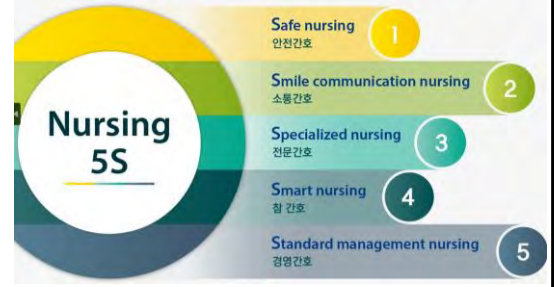 Nursing
5S
Safe nursing
안전간호
1
Smile communication nursing
소통간호
2
Specialized nursing
전문간호
3
Smart nursing
참 간호
4
Standard management nursing
경영간호
5